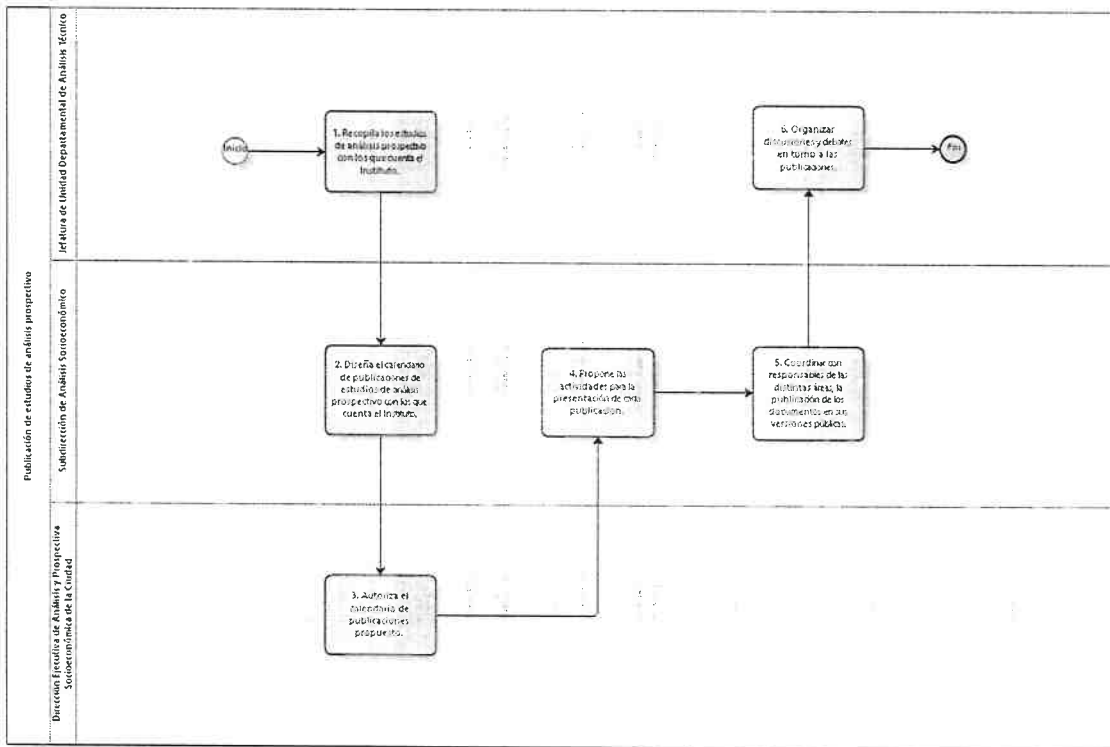 Publicación de estudios de análisis prospectivo
Jefatura de Unidad Departamental de Análisis Técnico
Inicio
1. Recopila los estudios
de análisis prospectivo
con los que cuenta el
Instituto.
6. Organizar
discusiones y debates
en torno a las
publicaciones.
Fin
Subdirección de Análisis Socioeconómico
2. Diseña el calendario
de publicaciones de
estudios de análisis
prospectivo con los que
cuenta el Instituto.
4. Propone las
actividades para la
presentación de cada
publicación.
5. Coordinar con
responsables de las
distintas áreas, la
publicación de los
documentos en sus
versiones públicas.
Dirección Ejecutiva de Análisis y Prospectiva
Socioeconómica de la Ciudad
3. Autoriza el
calendario de
publicaciones
propuesto.